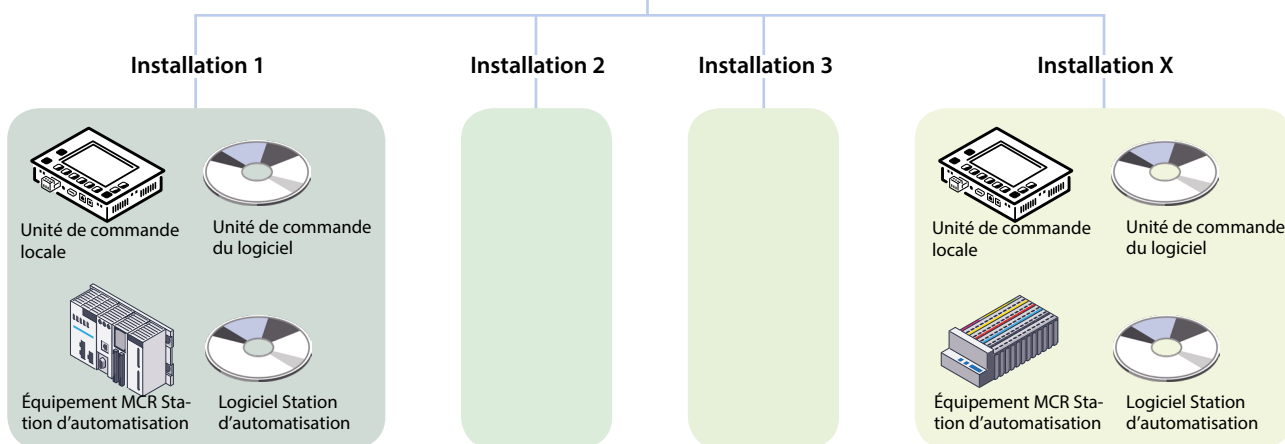 Installation 1
Installation 2
Installation 3
Installation X
Unité de commande
locale
Unité de commande
du logiciel
Équipement MCR Sta-
tion d'automatisation
Logiciel Station
d'automatisation
Unité de commande
locale
Unité de commande
du logiciel
Équipement MCR Sta-
tion d'automatisation
Logiciel Station
d'automatisation